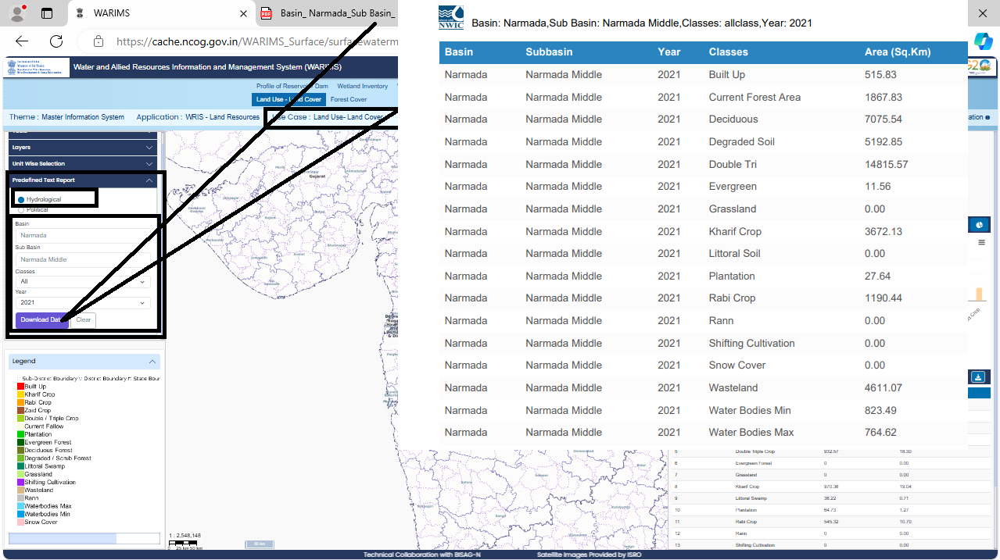 WARIMS
Basin_ Narmada_Sub Basin_
https://cache.ncog.gov.in/WARIMS_Surface/surfacewaterm
Water and Allied Resources Information and Management System (WARIMS)
Profile of Reservoir Dam Wetland Inventory
Land Use - Land Cover Forest Cover
Theme : Master Information System Application : WRIS - Land Resources Use Case : Land Use- Land Cover
Layers
Unit Wise Selection
Predefined Text Report
Hydrological
Political
Basin
Narmada
Sub Basin
Narmada Middle
Classes
All
Year
2021
Download Data Clear
Legend
Sub-District Boundary District Boundary State Boun
Built Up
Kharif Crop
Rabi Crop
Zaid Crop
Double / Triple Crop
Current Fallow
Plantation
Evergreen Forest
Deciduous Forest
Degraded / Scrub Forest
Littoral Swamp
Grassland
Shifting Cultivation
Wasteland
Rann
Waterbodies Max
Waterbodies Min
Snow Cover
Gujarat
1 : 2,548,148
0 25 km 50 km
50 km
NWIC
Basin: Narmada,Sub Basin: Narmada Middle,Classes: allclass,Year: 2021
Basin Subbasin Year Classes Area (Sq.Km)
Narmada Narmada Middle 2021 Built Up 515.83
Narmada Narmada Middle 2021 Current Forest Area 1867.83
Narmada Narmada Middle 2021 Deciduous 7075.54
Narmada Narmada Middle 2021 Degraded Soil 5192.85
Narmada Narmada Middle 2021 Double Tri 14815.57
Narmada Narmada Middle 2021 Evergreen 11.56
Narmada Narmada Middle 2021 Grassland 0.00
Narmada Narmada Middle 2021 Kharif Crop 3672.13
Narmada Narmada Middle 2021 Littoral Soil 0.00
Narmada Narmada Middle 2021 Plantation 27.64
Narmada Narmada Middle 2021 Rabi Crop 1190.44
Narmada Narmada Middle 2021 Rann 0.00
Narmada Narmada Middle 2021 Shifting Cultivation 0.00
Narmada Narmada Middle 2021 Snow Cover 0.00
Narmada Narmada Middle 2021 Wasteland 4611.07
Narmada Narmada Middle 2021 Water Bodies Min 823.49
Narmada Narmada Middle 2021 Water Bodies Max 764.62
5 Double Triple Crop 932.57 18.30
6 Evergreen Forest 0 0.00
7 Grassland 0 0.00
8 Kharif Crop 970.36 19.04
9 Littoral Swamp 36.22 0.71
10 Plantation 64.73 1.27
11 Rabi Crop 545.32 10.70
12 Rann 0 0.00
13 Shifting Cultivation 0 0.00
Technical Collaboration with BISAG-N Satellite Images Provided by ISRO